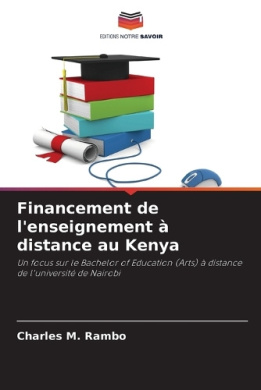 EDITIONS NOTRE SAVOIR
Financement de
l'enseignement à
distance au Kenya
Un focus sur le Bachelor of Education (Arts) à distance
de l'université de Nairobi
Charles M. Rambo